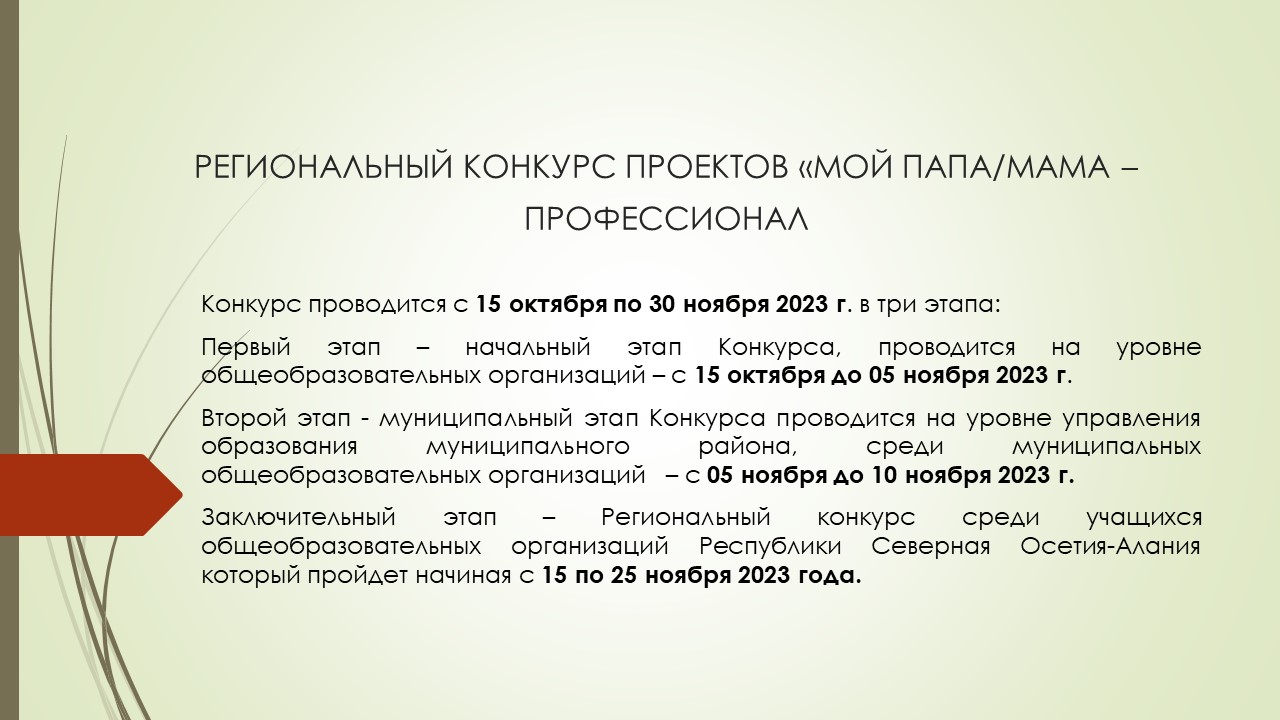 РЕГИОНАЛЬНЫЙ КОНКУРС ПРОЕКТОВ «МОЙ ПАПА/МАМА –
ПРОФЕССИОНАЛ
Конкурс проводится с 15 октября по 30 ноября 2023 г. в три этапа:
Первый этап – начальный этап Конкурса, проводится на уровне
общеобразовательных организаций – с 15 октября до 05 ноября 2023 г.
Второй этап - муниципальный этап Конкурса проводится на уровне управления
образования муниципального района, среди муниципальных
общеобразовательных организаций – с 05 ноября до 10 ноября 2023 г.
Заключительный этап – Региональный конкурс среди учащихся
общеобразовательных организаций Республики Северная Осетия-Алания
который пройдет начиная с 15 по 25 ноября 2023 года.